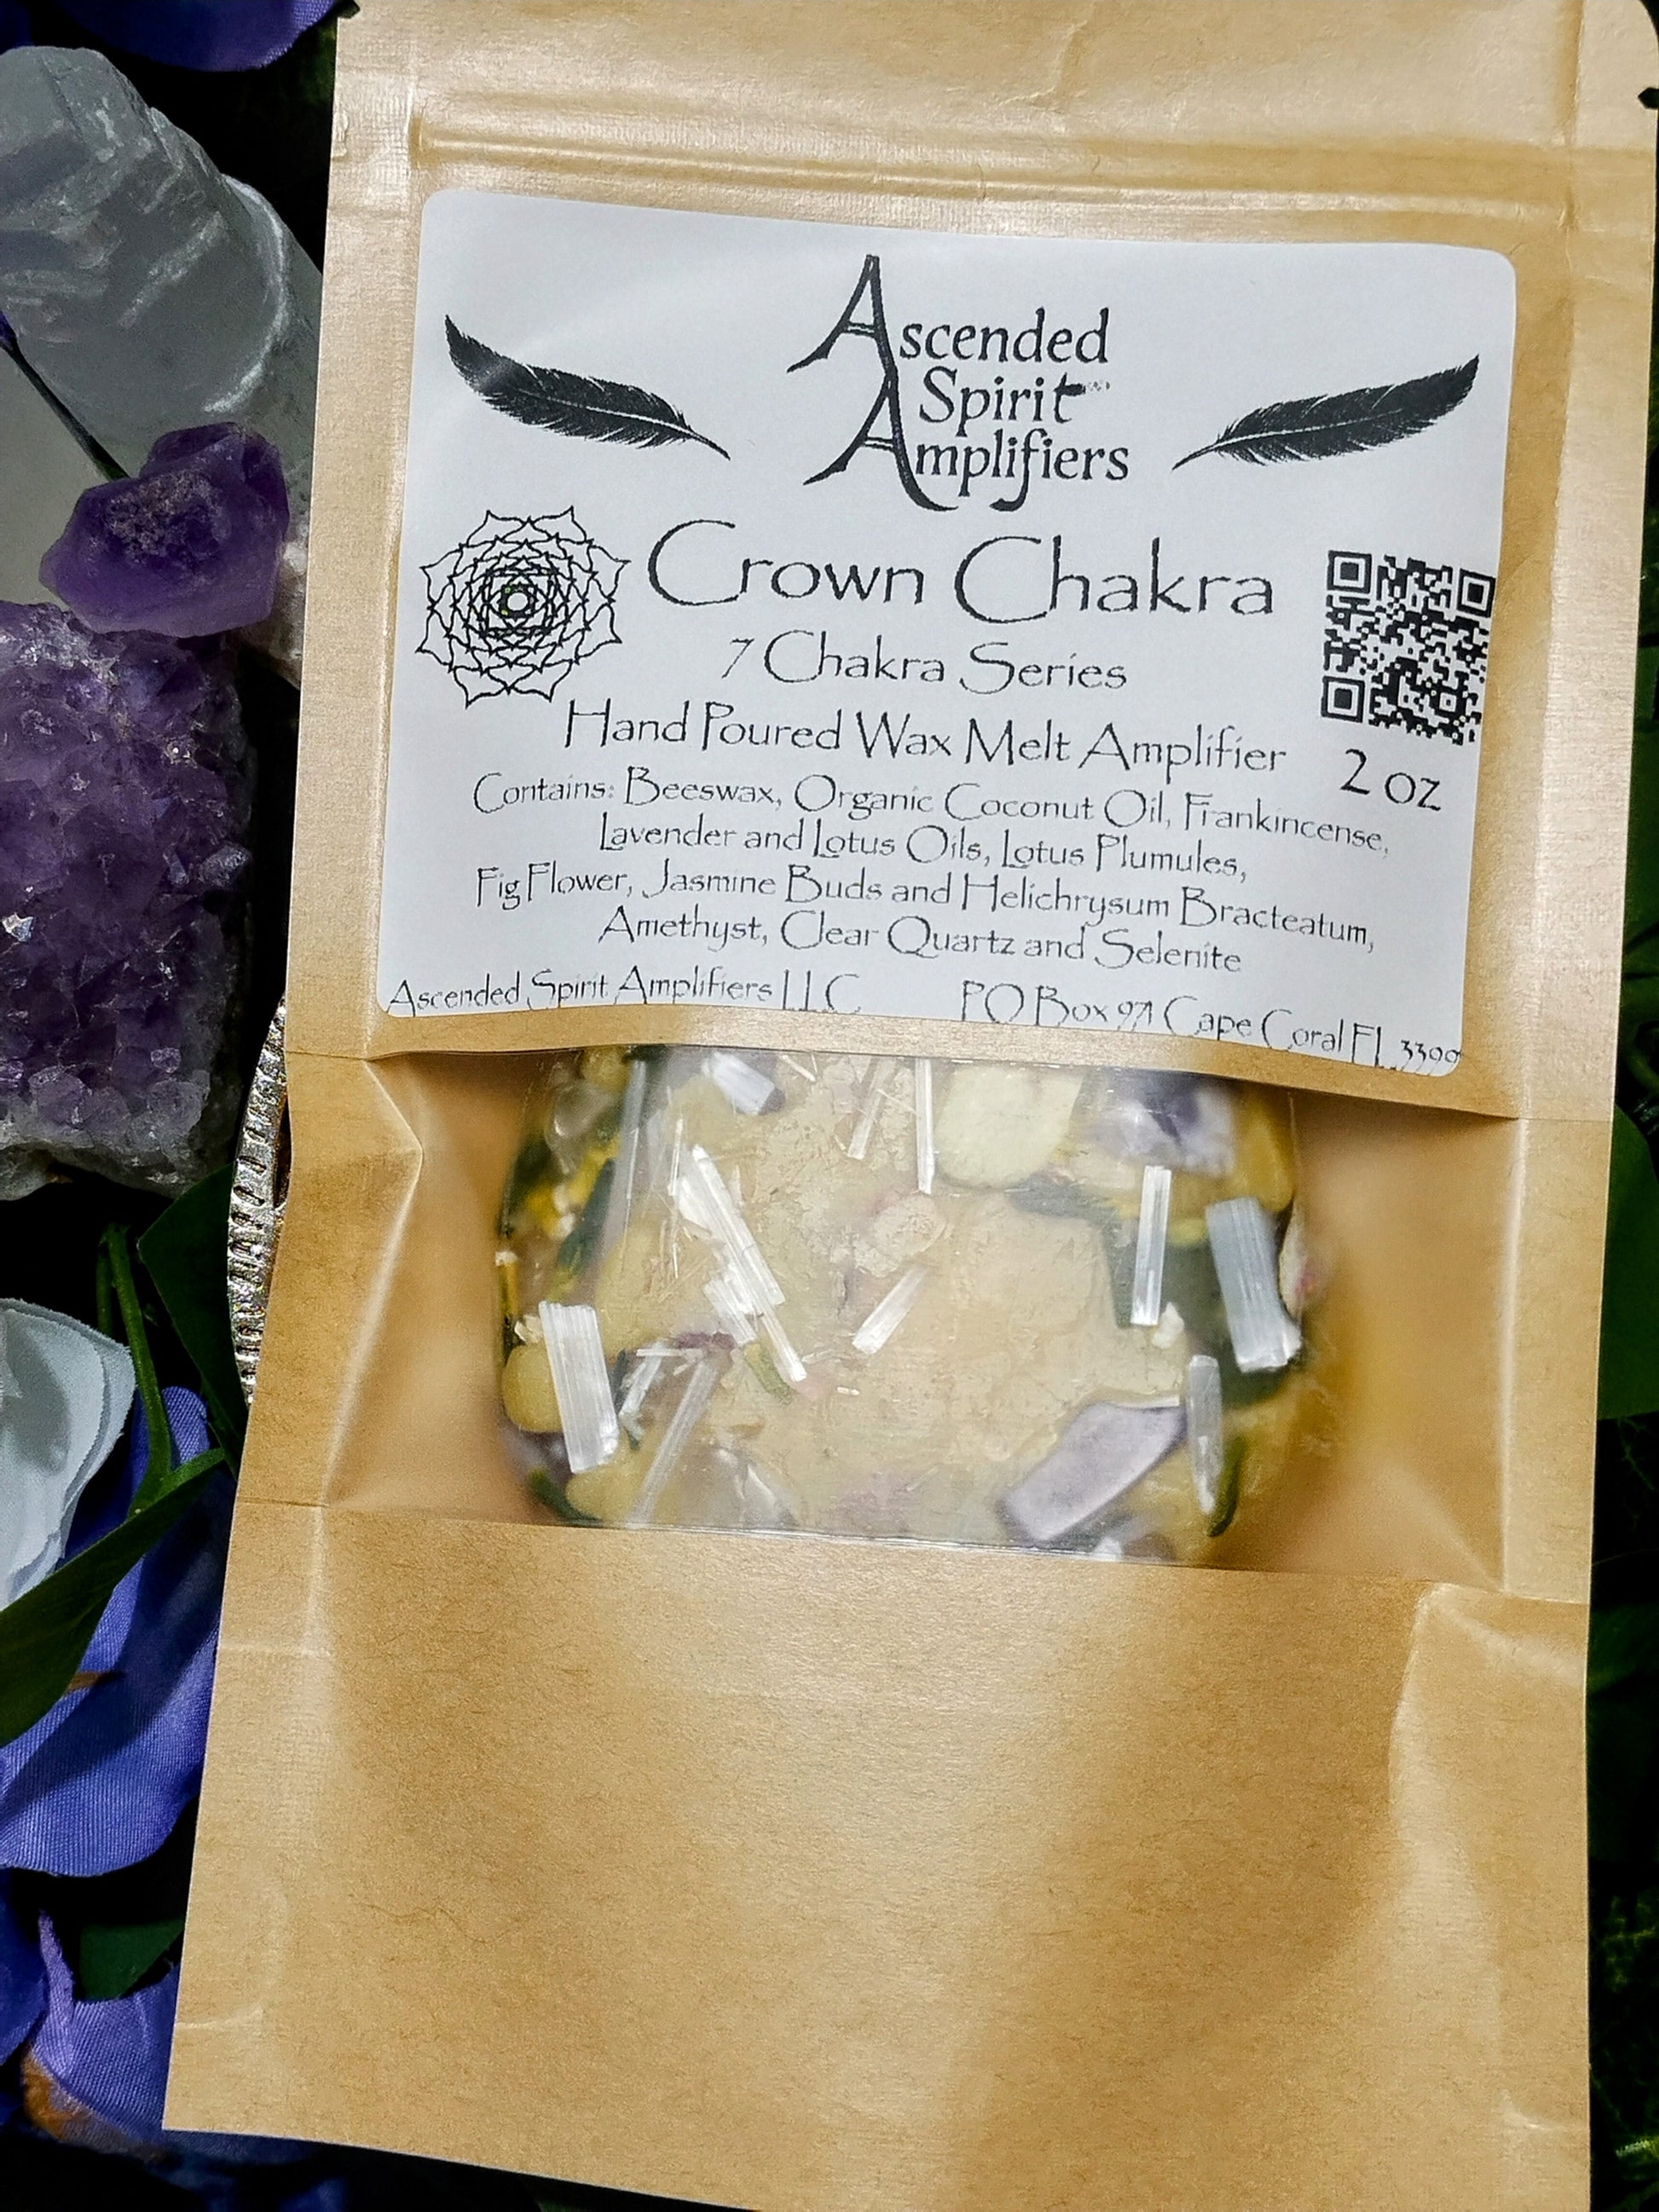 Ascended
Spirit
Amplifiers
Crown Chakra
7 Chakra Series
Hand Poured Wax Melt Amplifier
2 oz
Contains: Beeswax, Organic Coconut Oil, Frankincense,
Lavender and Lotus Oils, Lotus Plumules,
Fig Flower, Jasmine Buds and Helichrysum Bracteatum,
Amethyst, Clear Quartz and Selenite
Ascended Spirit Amplifiers LLC PO Box 971 Cape Coral FL